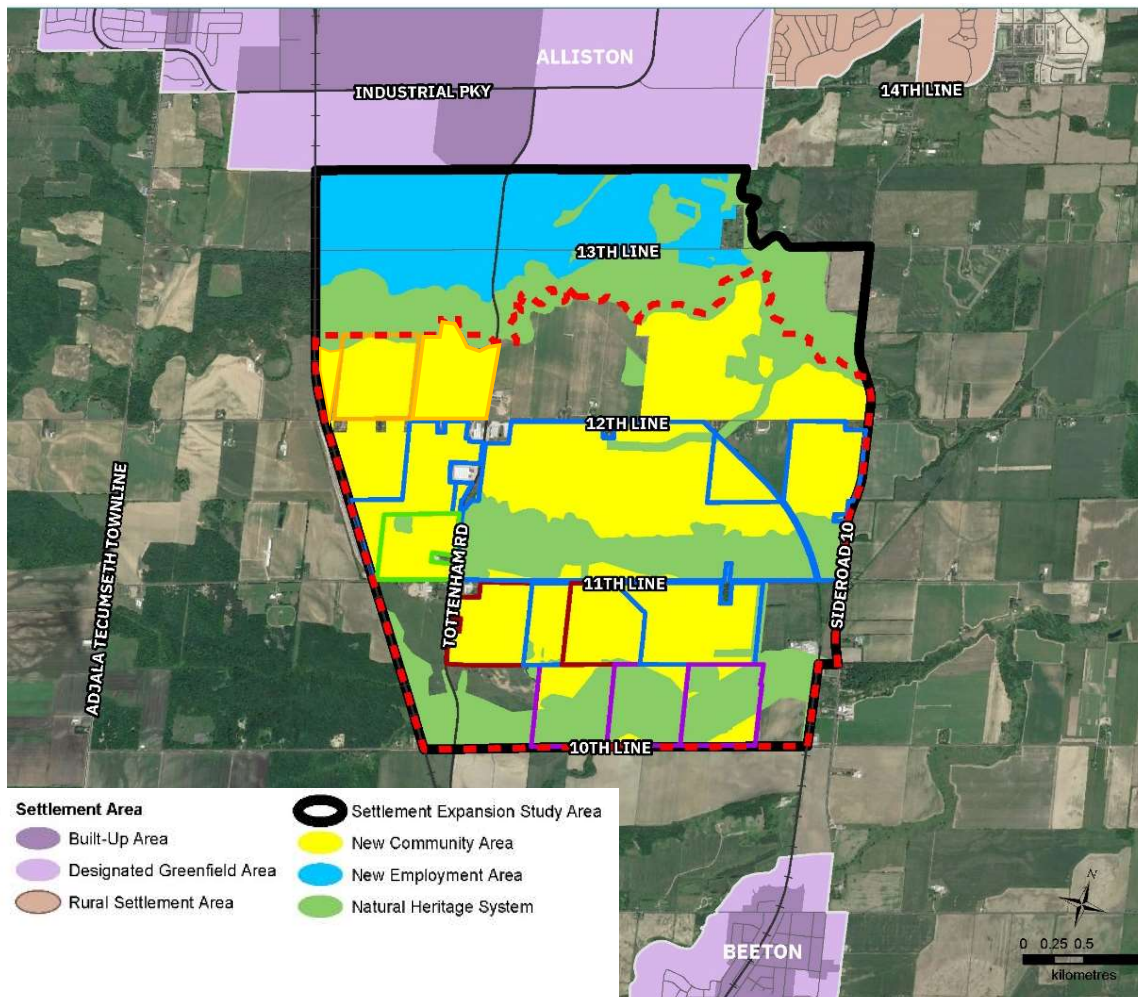 ALLISTON
INDUSTRIAL PKY
14TH LINE
13TH LINE
12TH LINE
ADJALA TECUMSETH TOWNLINE
TOTTENHAM RD
11TH LINE
SIDEROAD 10
10TH LINE
Settlement Area
Built-Up Area
Designated Greenfield Area
Rural Settlement Area
Settlement Expansion Study Area
New Community Area
New Employment Area
Natural Heritage System
BEETON
N
0 0.25 0.5
kilometres